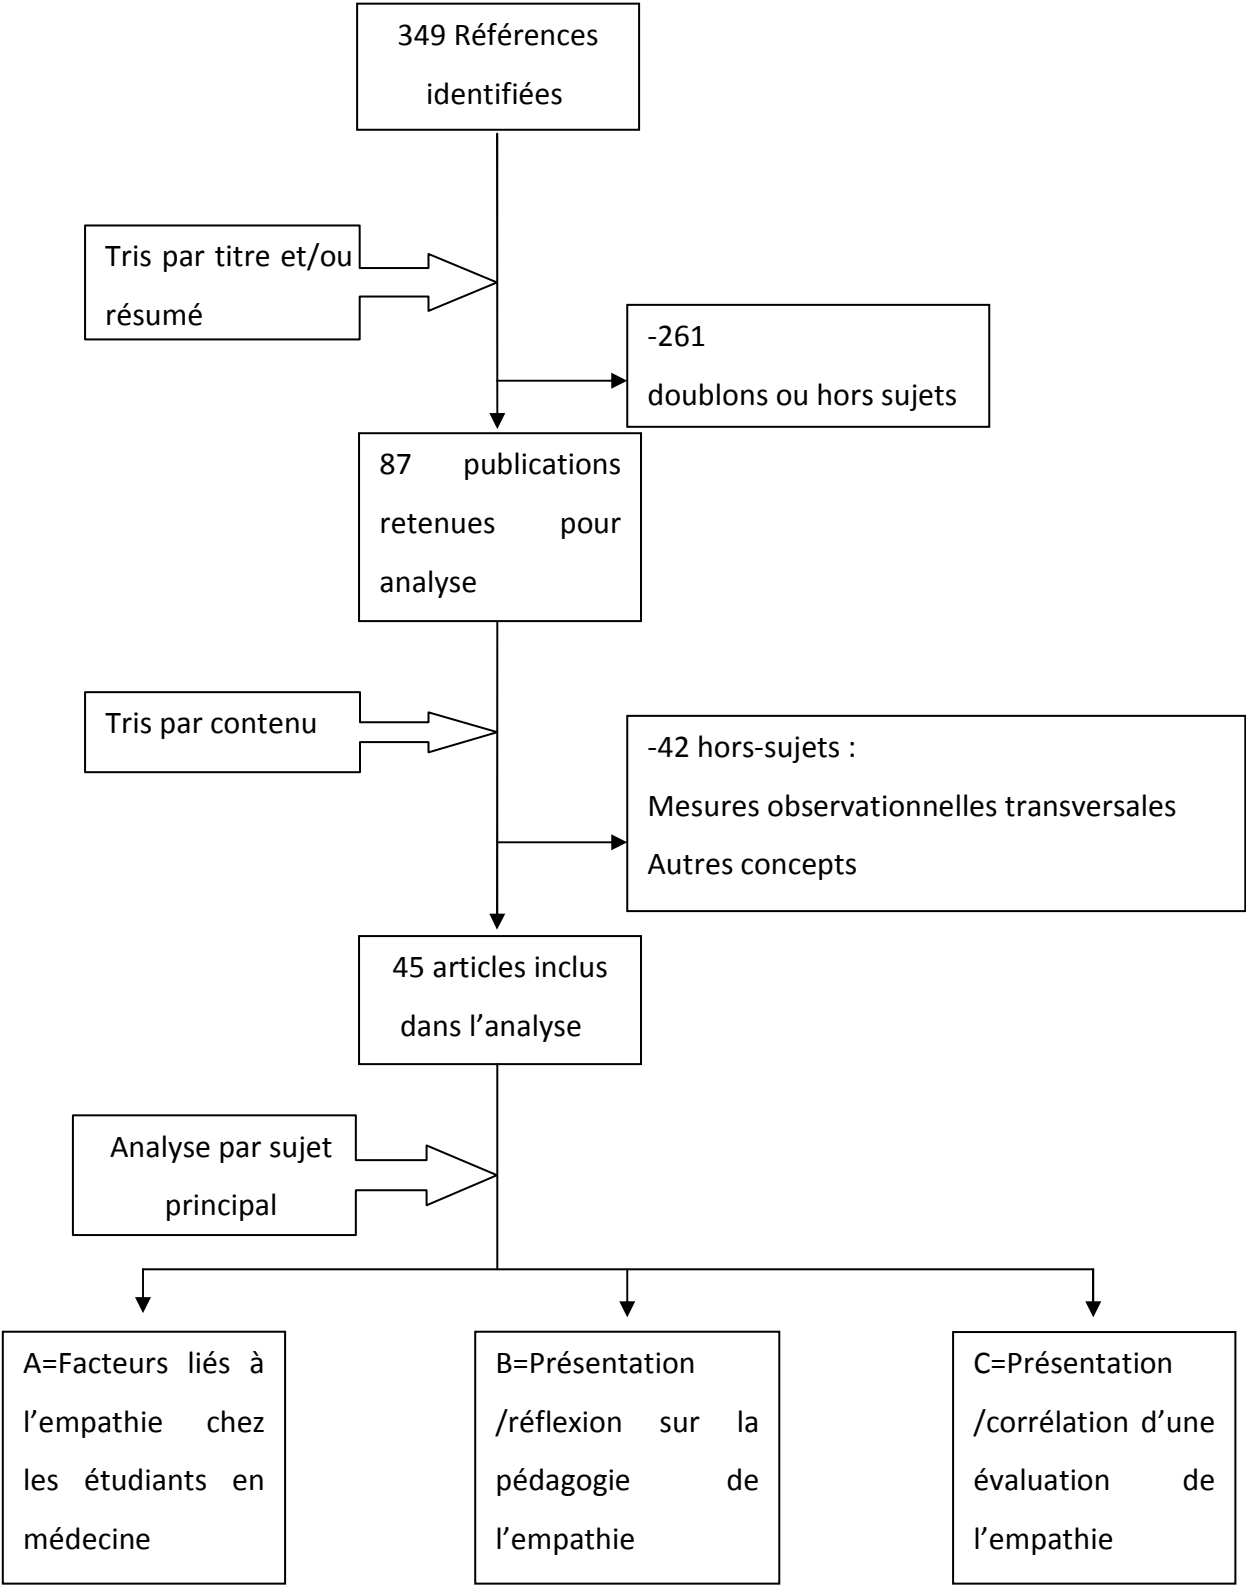 349 Références
identifiées
Tris par titre et/ou
résumé
-261
doublons ou hors sujets
87 publications
retenues pour
analyse
Tris par contenu
-42 hors-sujets :
Mesures observationnelles transversales
Autres concepts
45 articles inclus
dans l’analyse
Analyse par sujet
principal
A=Facteurs liés à
l’empathie chez
les étudiants en
médecine
B=Présentation
/réflexion sur la
pédagogie de
l’empathie
C=Présentation
/corrélation d’une
évaluation de
l’empathie